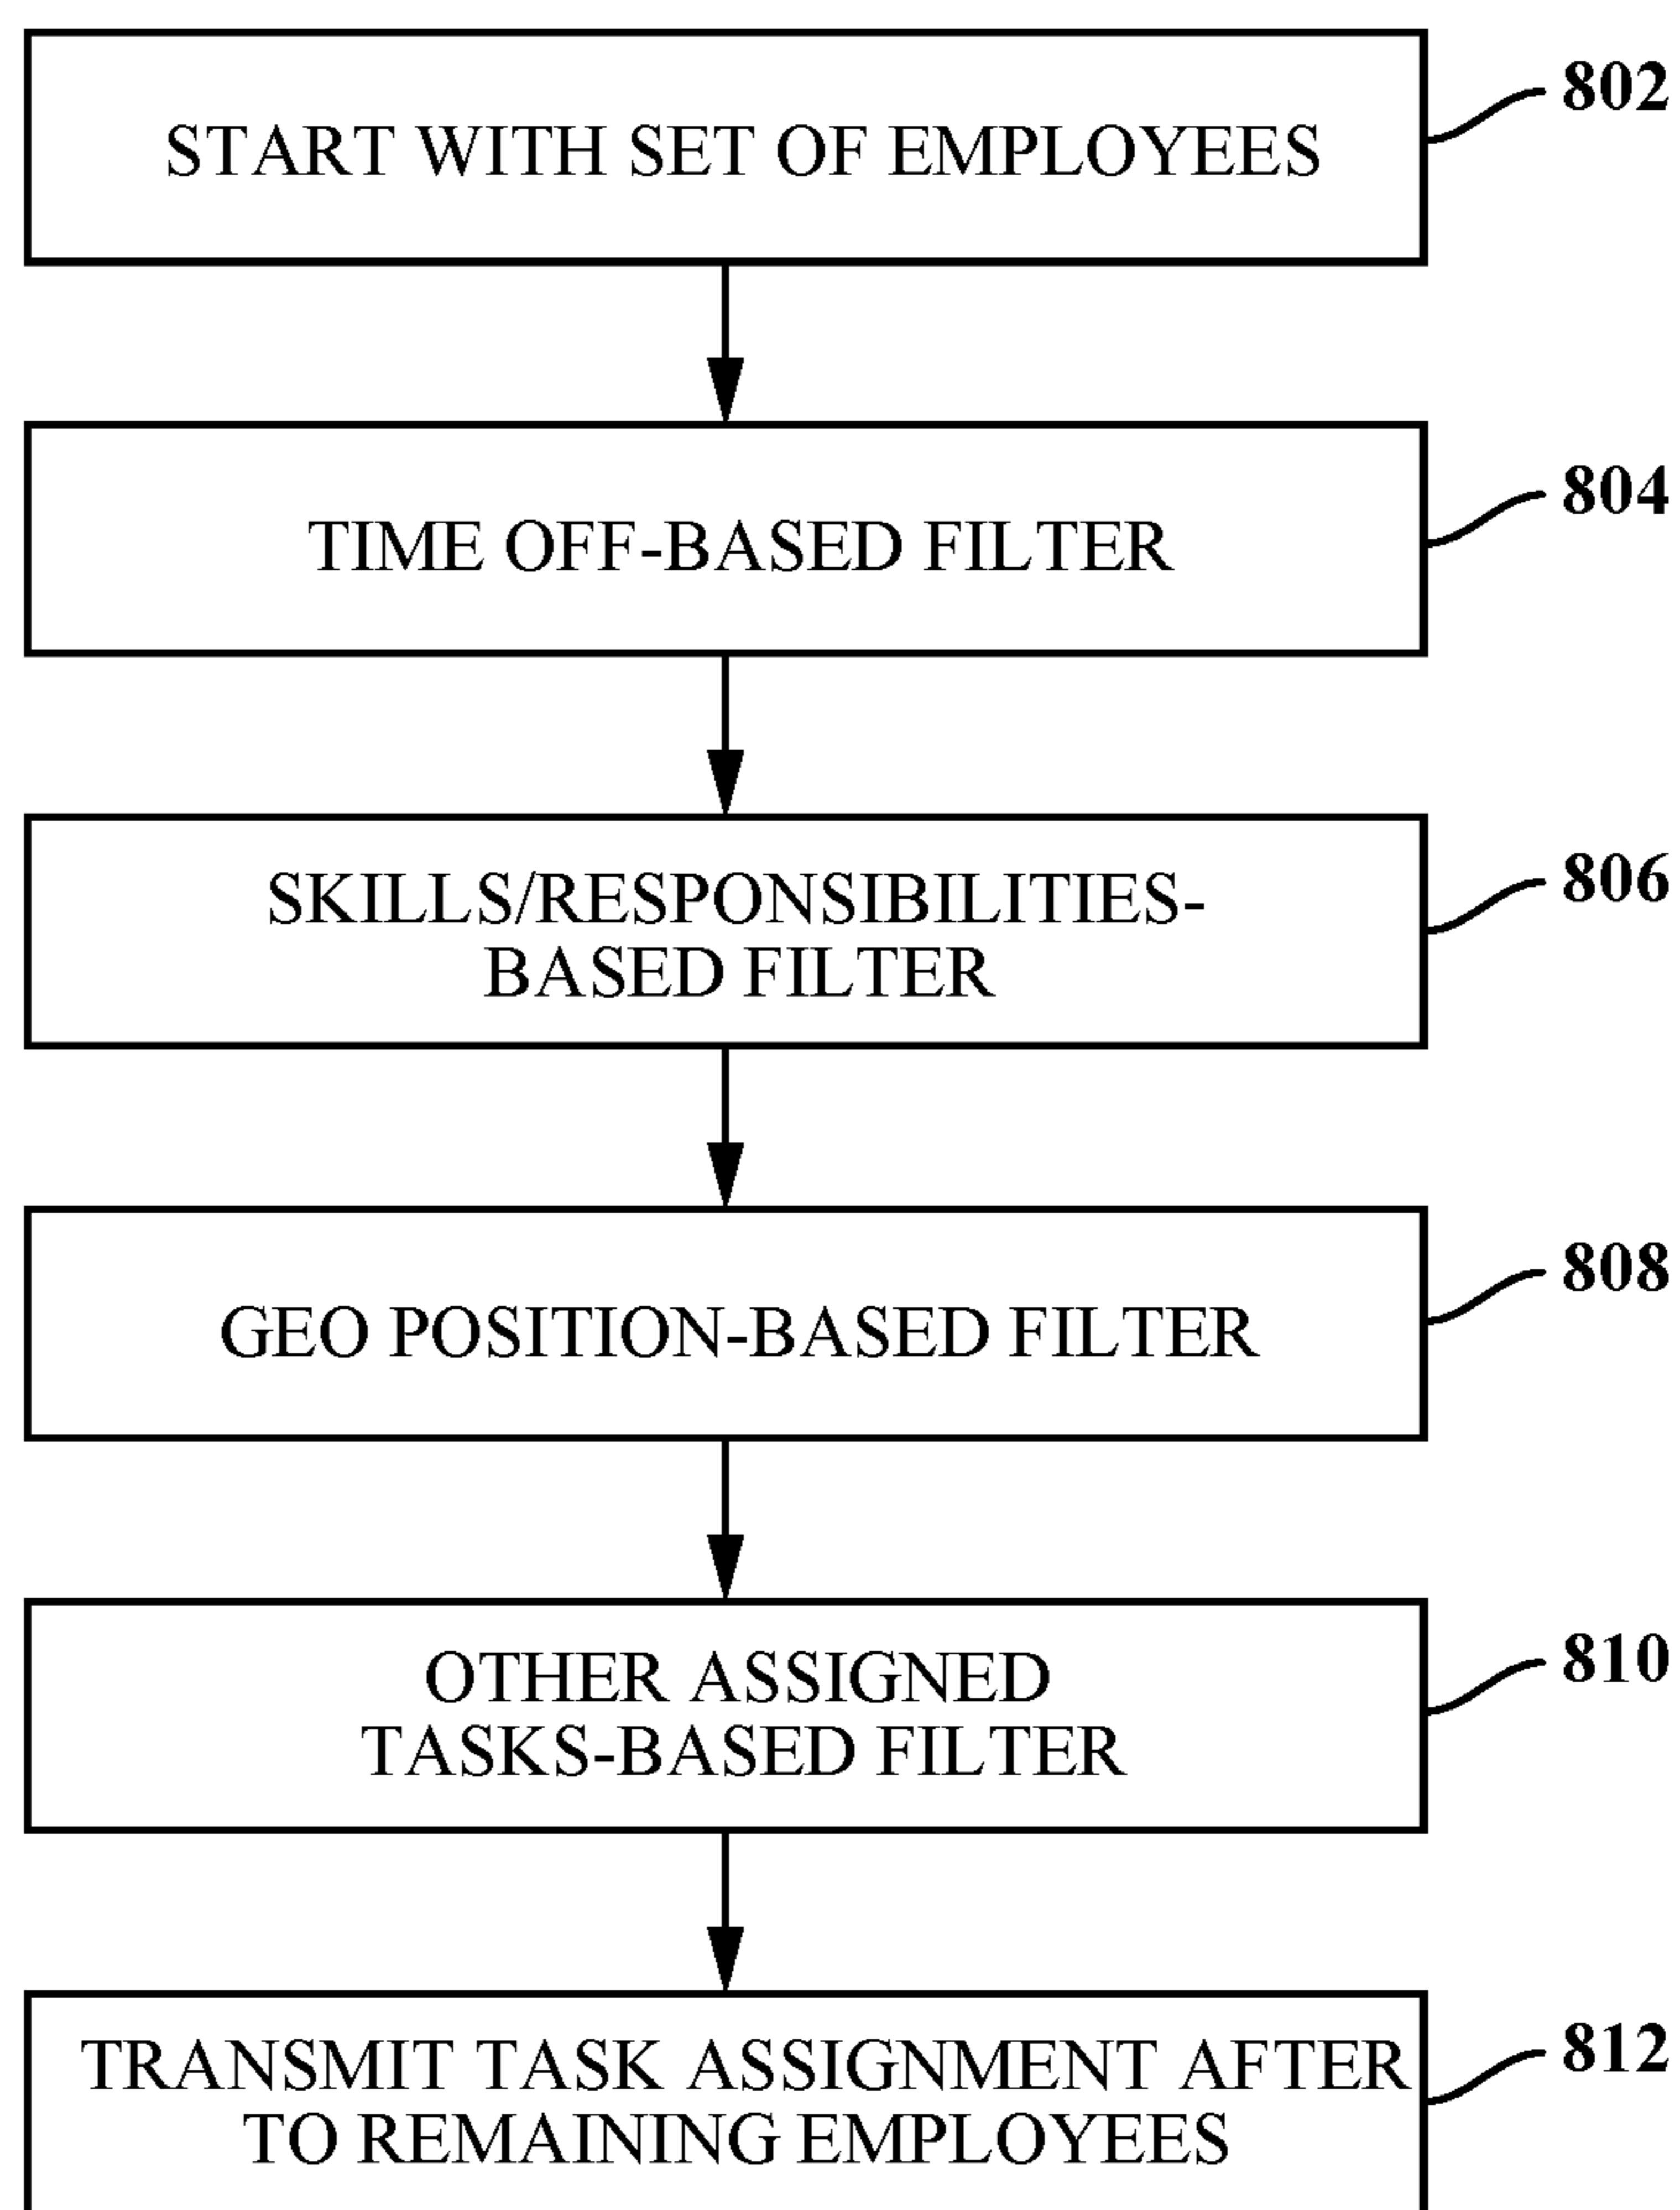 START WITH SET OF EMPLOYEES
802
TIME OFF-BASED FILTER
804
SKILLS/RESPONSIBILITIES-
BASED FILTER
806
GEO POSITION-BASED FILTER
808
OTHER ASSIGNED
TASKS-BASED FILTER
810
TRANSMIT TASK ASSIGNMENT AFTER
TO REMAINING EMPLOYEES
812